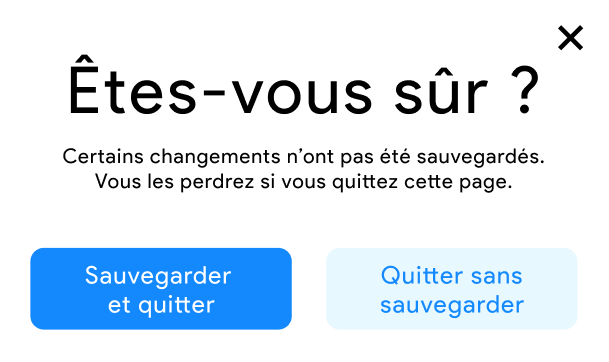 Êtes-vous sûr ?
Certains changements n’ont pas été sauvegardés.
Vous les perdrez si vous quittez cette page.
Sauvegarder
et quitter
Quitter sans
sauvegarder